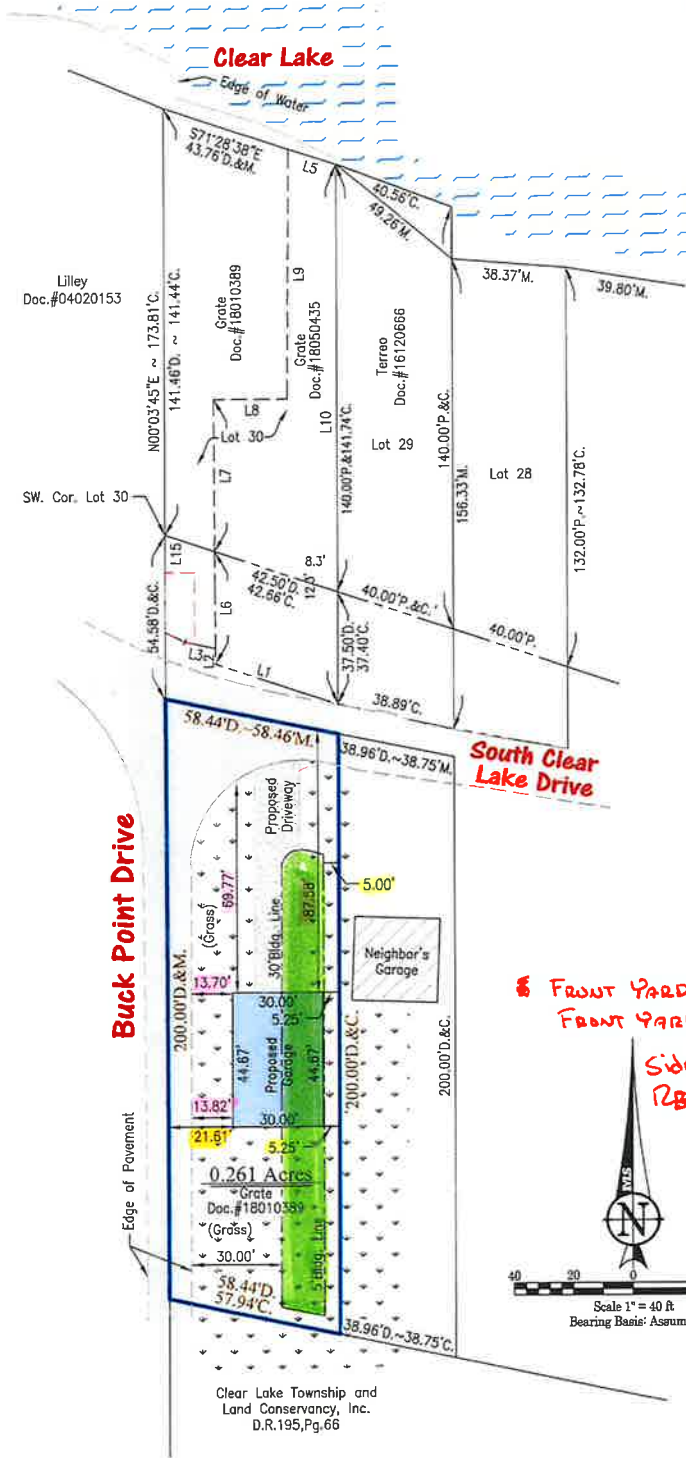 Clear Lake
Edge of Water
S71°28'38"E
43.76'D.&M.
L5
40.56'C.
49.26'M.
38.37'M.
39.80'M.
Lilley
Doc.#04020153
N00°03'45"E ~ 173.81'C.
141.46'D. ~ 141.44'C.
Grate
Doc.#18010389
L9
Grate
Doc.#18050435
L10
140.00'P.&141.74'C.
Terreo
Doc.#16120666
Lot 29
140.00'P.&C.
156.33'M.
Lot 28
132.00'P.~132.78'C.
L8
Lot 30
L7
SW. Cor. Lot 30
L15
8.3'
42.50'D.
42.66'C.
40.00'P.&C.
40.00'P.
54.58'D.&C.
L6
37.50'D.
37.40'C.
L3
L2
L1
38.89'C.
58.44'D.~58.46'M.
38.96'D.~38.75'M.
South Clear
Lake Drive
Buck Point Drive
Proposed
Driveway
69.77'
(Grass)
30'Bldg. Line
87.58'
5.00'
Neighbor's
Garage
200.00'D.&M.
13.70'
30.00'
5.25'
44.67'
Proposed
Garage
44.67'
200.00'D.&C.
200.00'D.&C.
13.82'
30.00'
21.61'
5.25'
Edge of Pavement
0.261 Acres
Grate
Doc.#18010389
(Grass)
30.00'
5'Bldg. Line
58.44'D.
57.94'C.
38.96'D.~38.75'C.
Clear Lake Township and
Land Conservancy, Inc.
D.R.195,Pg.66
FRONT YARD
FRONT YAR
Sid
N
40 20 0
Scale 1" = 40 ft
Bearing Basis: Assum